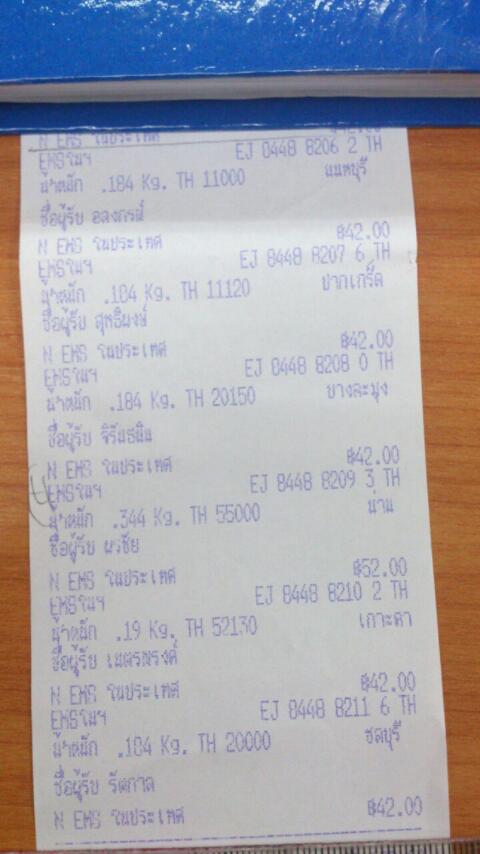 N EMS ในประเทศ
EMSในฯ EJ 8448 8206 2 TH
น้ำหนัก .184 Kg. TH 11000 นนทบุรี
ชื่อผู้รับ อลงกรณ์
N EMS ในประเทศ ฿42.00
EMSในฯ EJ 8448 8207 6 TH
น้ำหนัก .184 Kg. TH 11120 ปากเกร็ด
ชื่อผู้รับ สุทธิพงษ์
N EMS ในประเทศ ฿42.00
EMSในฯ EJ 8448 8208 0 TH
น้ำหนัก .184 Kg. TH 20150 บางละมุง
ชื่อผู้รับ
N EMS ในประเทศ ฿42.00
EMSในฯ EJ 8448 8209 3 TH
น้ำหนัก .344 Kg. TH 55000 น่าน
ชื่อผู้รับ พรชัย
N EMS ในประเทศ ฿52.00
EMSในฯ EJ 8448 8210 2 TH
น้ำหนัก .19 Kg. TH 52130 เกาะคา
ชื่อผู้รับ เนตรพรงค์
N EMS ในประเทศ ฿42.00
EMSในฯ EJ 8448 8211 6 TH
น้ำหนัก .184 Kg. TH 20000 ชลบุรี
ชื่อผู้รับ รัตกาล
N EMS ในประเทศ ฿42.00